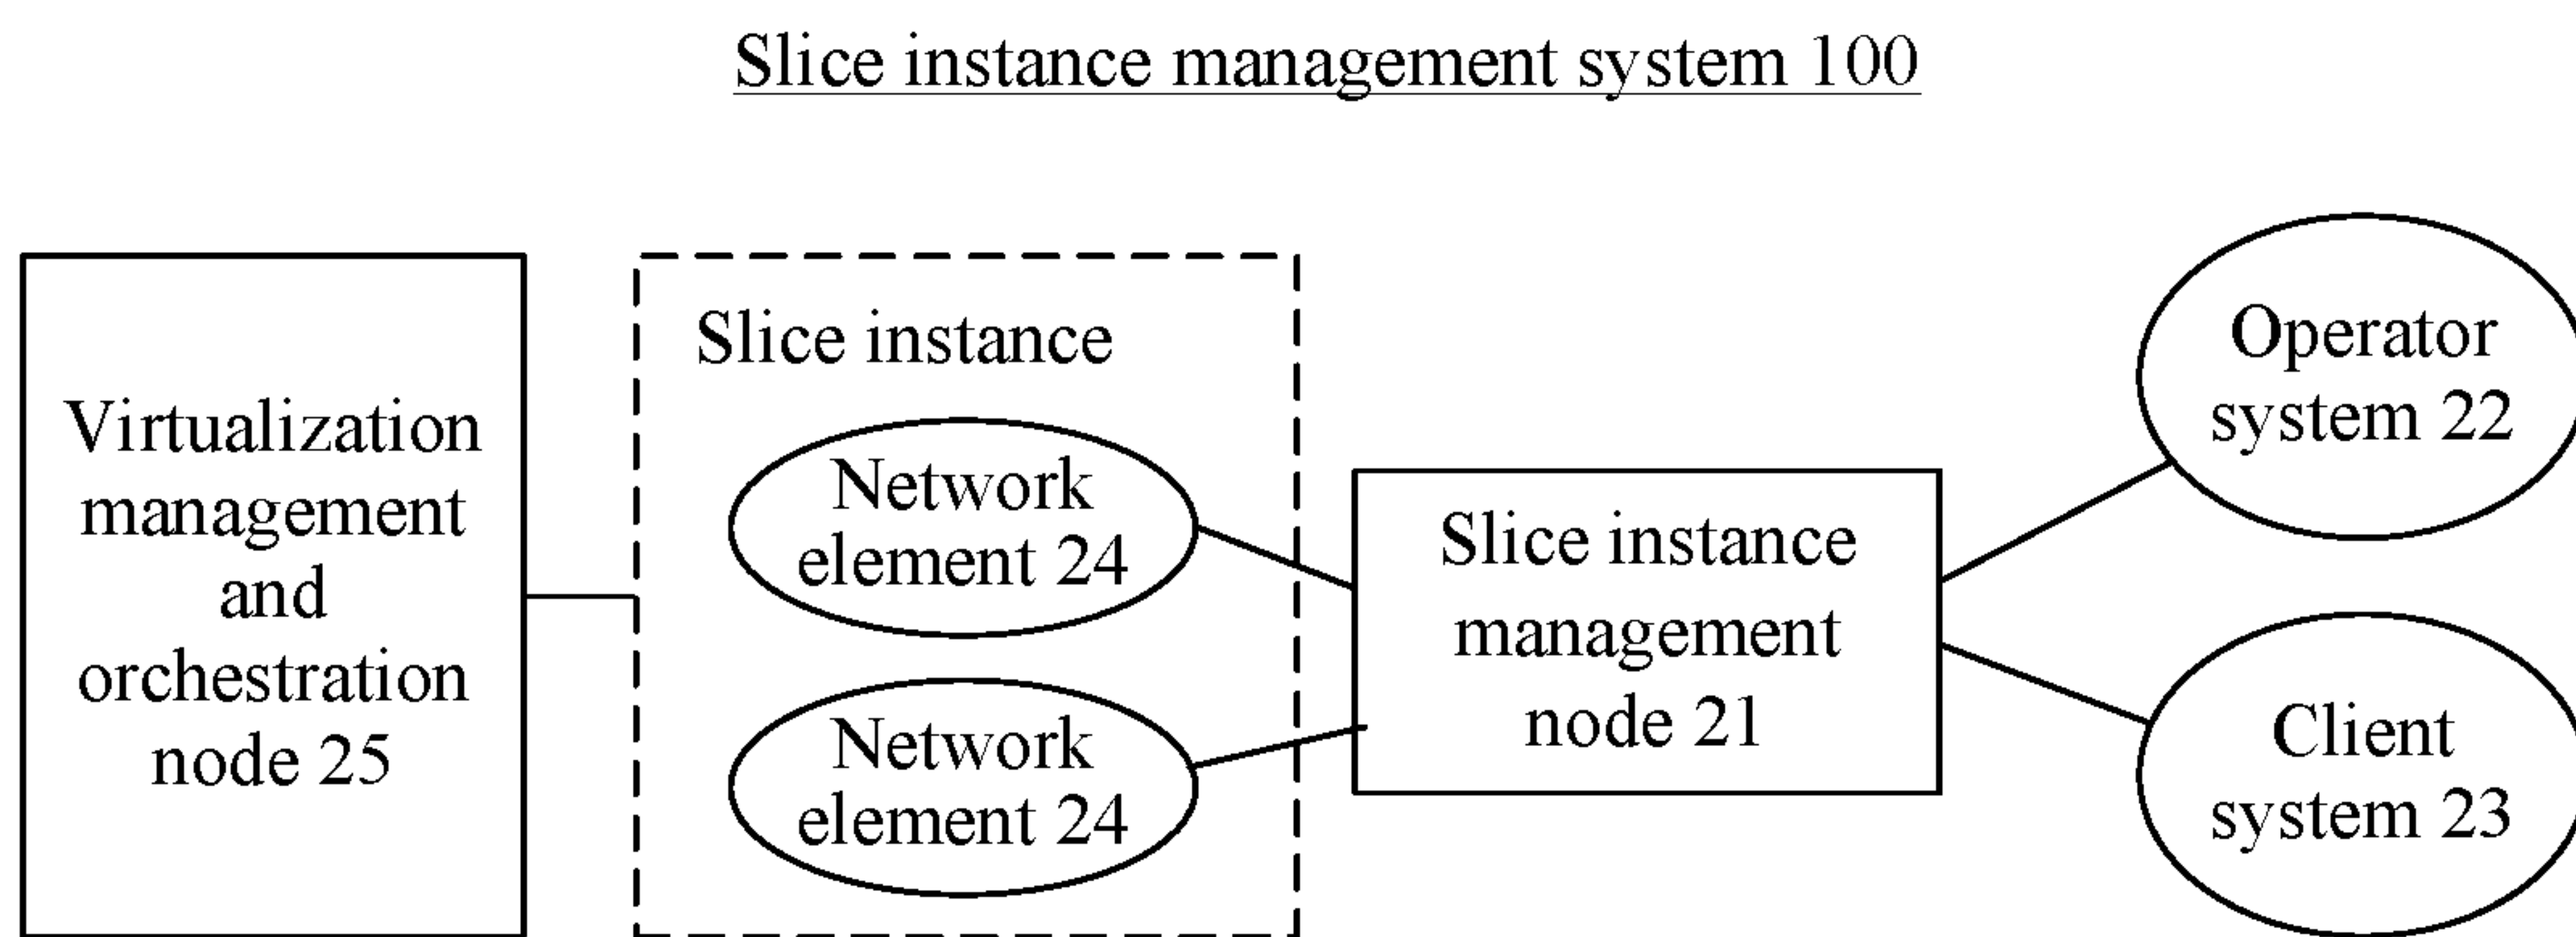 Slice instance management system 100
Virtualization
management
and
orchestration
node 25
Slice instance
Network
element 24
Network
element 24
Slice instance
management
node 21
Operator
system 22
Client
system 23